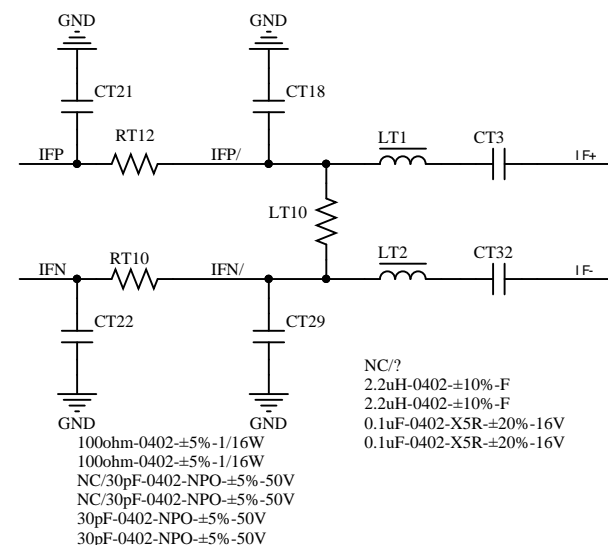 GND
GND
CT21
CT18
RT12
LT1
CT3
IFP
IFP/
IF+
LT10
RT10
LT2
CT32
IFN
IFN/
IF-
CT22
CT29
GND
GND
NC/?
2.2uH-0402-±10%-F
2.2uH-0402-±10%-F
0.1uF-0402-X5R-±20%-16V
0.1uF-0402-X5R-±20%-16V
100ohm-0402-±5%-1/16W
100ohm-0402-±5%-1/16W
NC/30pF-0402-NPO-±5%-50V
NC/30pF-0402-NPO-±5%-50V
30pF-0402-NPO-±5%-50V
30pF-0402-NPO-±5%-50V